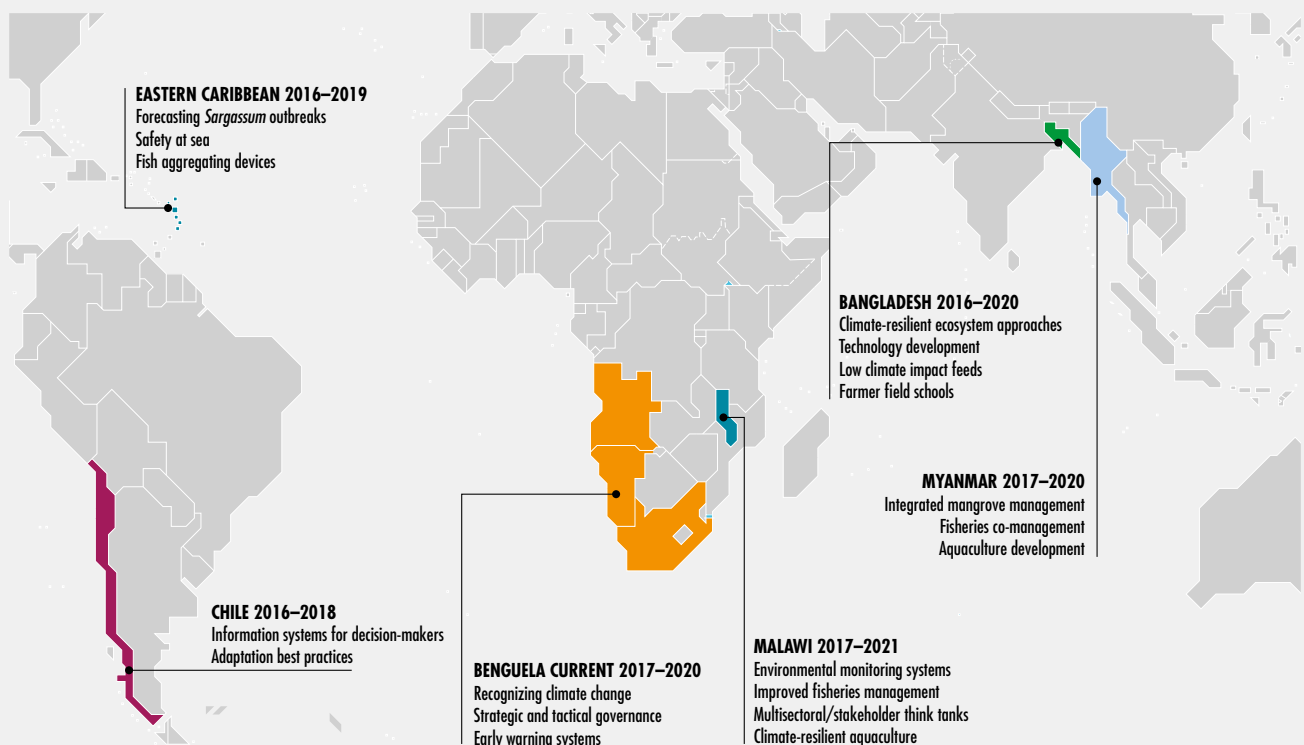 EASTERN CARIBBEAN 2016–2019
Forecasting Sargassum outbreaks
Safety at sea
Fish aggregating devices
BANGLADESH 2016–2020
Climate-resilient ecosystem approaches
Technology development
Low climate impact feeds
Farmer field schools
MYANMAR 2017–2020
Integrated mangrove management
Fisheries co-management
Aquaculture development
CHILE 2016–2018
Information systems for decision-makers
Adaptation best practices
BENGUELA CURRENT 2017–2020
Recognizing climate change
Strategic and tactical governance
Early warning systems
MALAWI 2017–2021
Environmental monitoring systems
Improved fisheries management
Multisectoral/stakeholder think tanks
Climate-resilient aquaculture